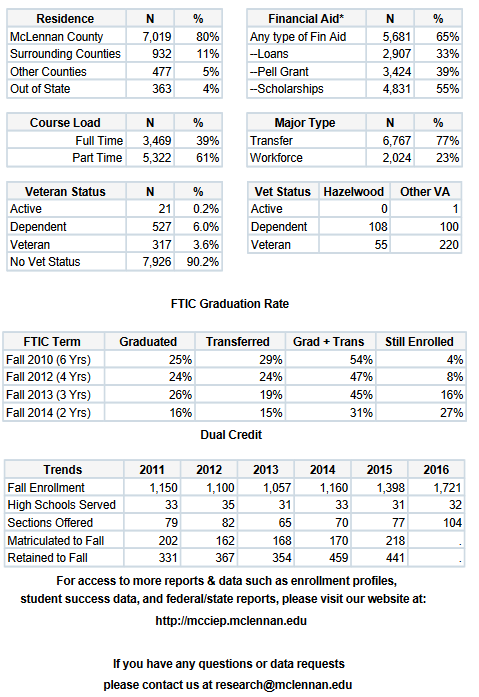 Residence N %
McLennan County 7,019 80%
Surrounding Counties 932 11%
Other Counties 477 5%
Out of State 363 4%
Financial Aid* N %
Any type of Fin Aid 5,681 65%
--Loans 2,907 33%
--Pell Grant 3,424 39%
--Scholarships 4,831 55%
Course Load N %
Full Time 3,469 39%
Part Time 5,322 61%
Major Type N %
Transfer 6,767 77%
Workforce 2,024 23%
Veteran Status N %
Active 21 0.2%
Dependent 527 6.0%
Veteran 317 3.6%
No Vet Status 7,926 90.2%
Vet Status Hazelwood Other VA
Active 0 1
Dependent 108 100
Veteran 55 220
FTIC Graduation Rate
FTIC Term Graduated Transferred Grad + Trans Still Enrolled
Fall 2010 (6 Yrs) 25% 29% 54% 4%
Fall 2012 (4 Yrs) 24% 24% 47% 8%
Fall 2013 (3 Yrs) 26% 19% 45% 16%
Fall 2014 (2 Yrs) 16% 15% 31% 27%
Dual Credit
Trends 2011 2012 2013 2014 2015 2016
Fall Enrollment 1,150 1,100 1,057 1,160 1,398 1,721
High Schools Served 33 35 31 33 31 32
Sections Offered 79 82 65 70 77 104
Matriculated to Fall 202 162 168 170 218 .
Retained to Fall 331 367 354 459 441 .
For access to more reports & data such as enrollment profiles,
student success data, and federal/state reports, please visit our website at:
http://mcciep.mclennan.edu
If you have any questions or data requests
please contact us at research@mclennan.edu